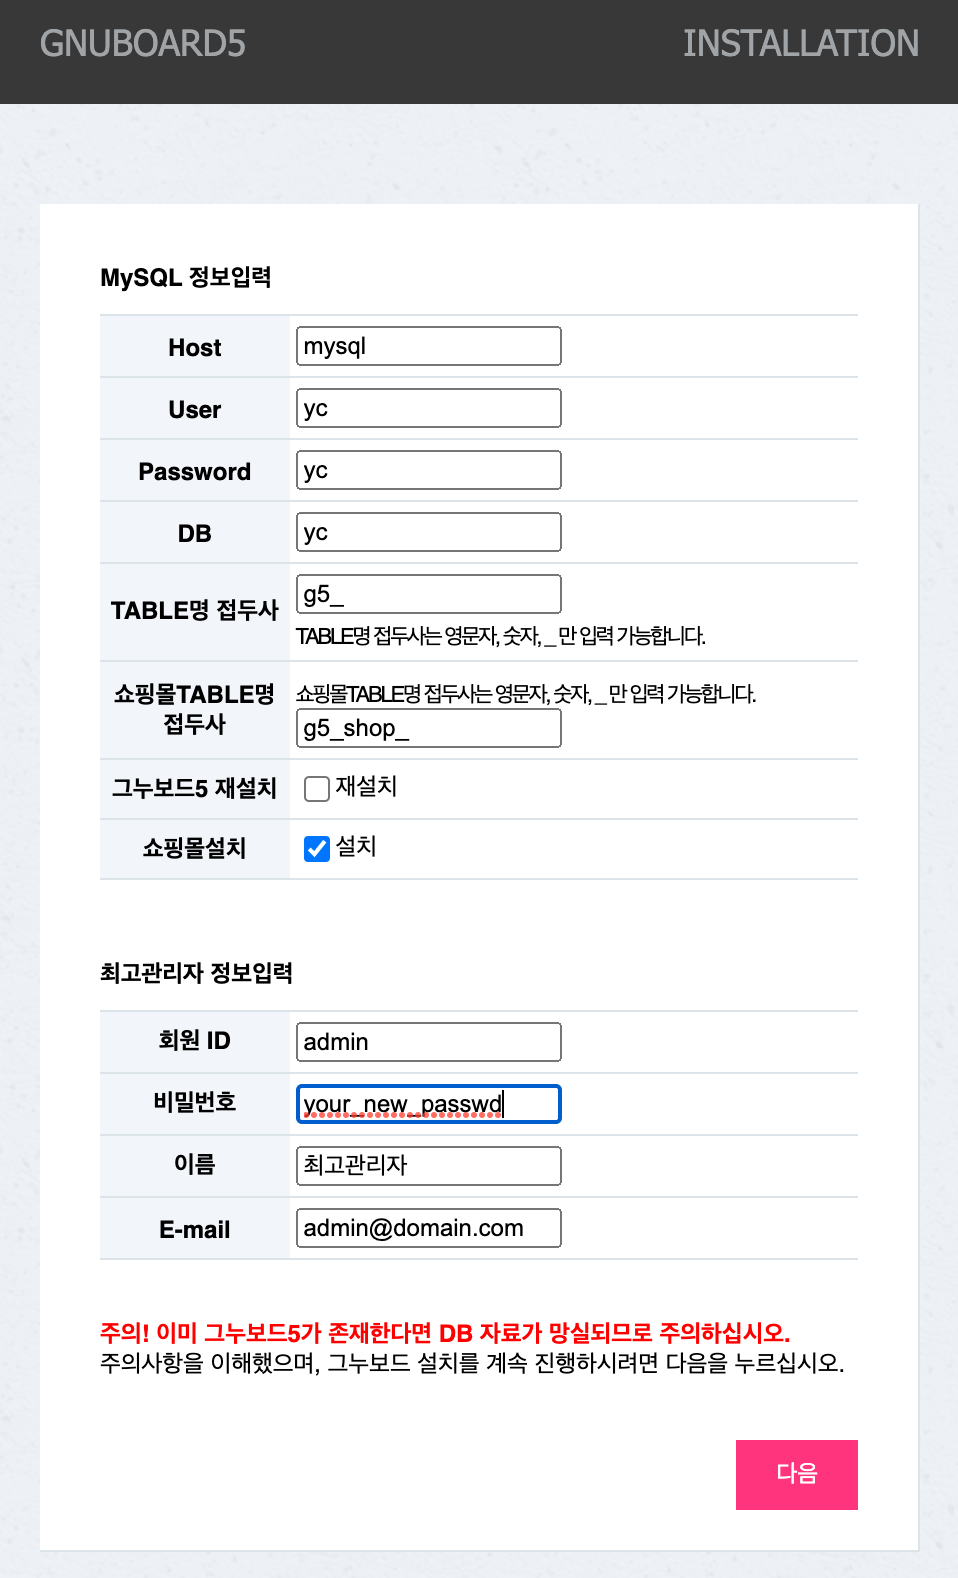 GNUBOARD5 INSTALLATION
MySQL 정보입력
Host mysql
User yc
Password yc
DB yc
TABLE명 접두사 g5_
TABLE명 접두사는 영문자, 숫자, _ 만 입력 가능합니다.
쇼핑몰TABLE명
접두사
쇼핑몰TABLE명 접두사는 영문자, 숫자, _ 만 입력 가능합니다.
g5_shop_
그누보드5 재설치 재설치
쇼핑몰설치 설치
최고관리자 정보입력
회원 ID admin
비밀번호 your_new_passwd
이름 최고관리자
E-mail admin@domain.com
주의! 이미 그누보드5가 존재한다면 DB 자료가 망실되므로 주의하십시오.
주의사항을 이해했으며, 그누보드 설치를 계속 진행하시려면 다음을 누르십시오.
다음